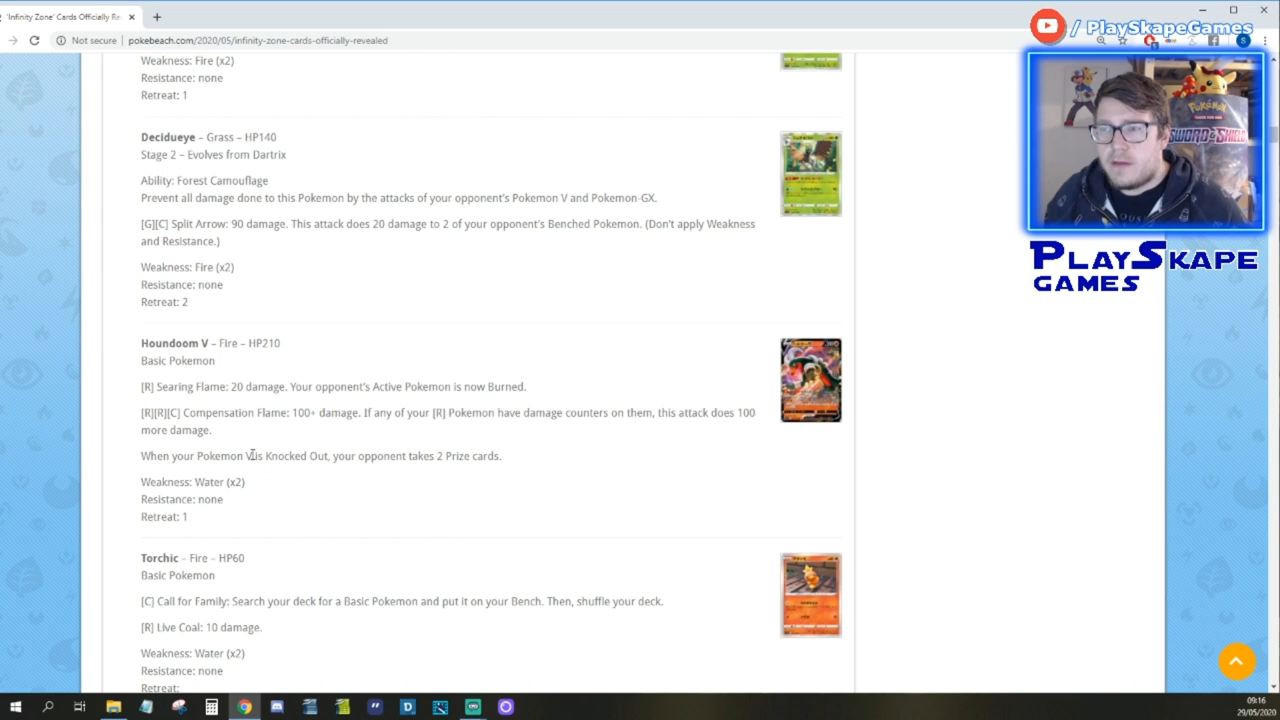 'Infinity Zone' Cards Officially Re
/ PlaySkapeGames
Not secure | pokebeach.com/2020/05/infinity-zone-cards-officially-revealed
Weakness: Fire (x2)
Resistance: none
Retreat: 1
Decidueye – Grass – HP140
Stage 2 – Evolves from Dartrix
Ability: Forest Camouflage
Prevent all damage done to this Pokemon by the attacks of your opponent's Pokemon V and Pokemon-GX.
[G][C] Split Arrow: 90 damage. This attack does 20 damage to 2 of your opponent's Benched Pokemon. (Don't apply Weakness
and Resistance.)
Weakness: Fire (x2)
Resistance: none
Retreat: 2
POKÉMON
SWORD & SHIELD
PLAYSKAPE
GAMES
Houndoom V – Fire – HP210
Basic Pokemon
[R] Searing Flame: 20 damage. Your opponent's Active Pokemon is now Burned.
[R][R][C] Compensation Flame: 100+ damage. If any of your [R] Pokemon have damage counters on them, this attack does 100
more damage.
When your Pokemon V is Knocked Out, your opponent takes 2 Prize cards.
Weakness: Water (x2)
Resistance: none
Retreat: 1
Torchic – Fire – HP60
Basic Pokemon
[C] Call for Family: Search your deck for a Basic Pokemon and put it on your Bench. Then, shuffle your deck.
[R] Live Coal: 10 damage.
Weakness: Water (x2)
Resistance: none
Retreat:
09:16
29/05/2020